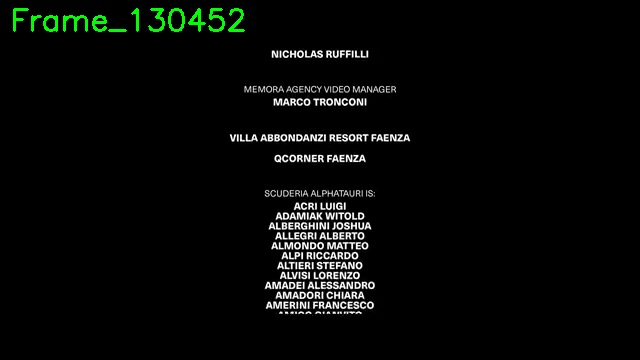 Frame_130452
NICHOLAS RUFFILLI
MEMORA AGENCY VIDEO MANAGER
MARCO TRONCONI
VILLA ABBONDANZI RESORT FAENZA
QCORNER FAENZA
SCUDERIA ALPHATAURI IS:
ACRI LUIGI
ADAMIAK WITOLD
ALBERGHINI JOSHUA
ALLEGRI ALBERTO
ALMONDO MATTEO
ALPI RICCARDO
ALTIERI STEFANO
ALVISI LORENZO
AMADEI ALESSANDRO
AMADORI CHIARA
AMERINI FRANCESCO